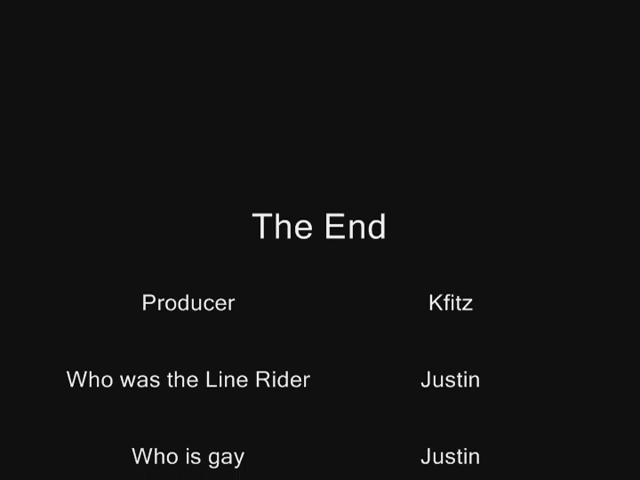 The End
Producer Kfitz
Who was the Line Rider Justin
Who is gay Justin